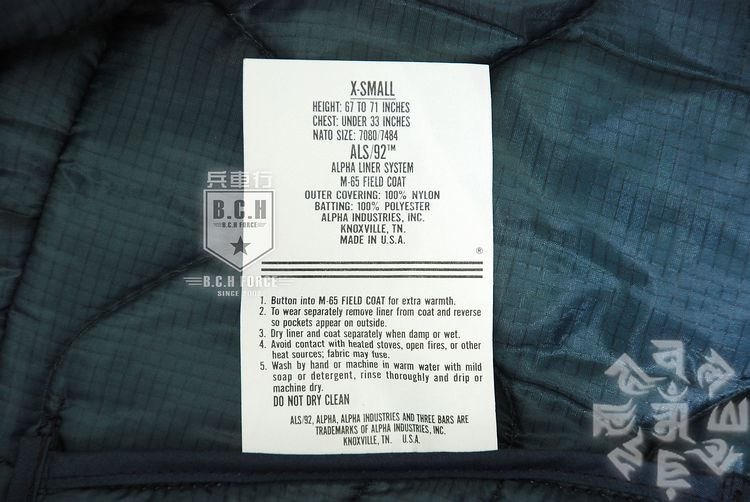 X-SMALL
HEIGHT: 67 TO 71 INCHES
CHEST: UNDER 33 INCHES
NATO SIZE: 7080/7484
ALS/92™
ALPHA LINER SYSTEM
M-65 FIELD COAT
OUTER COVERING: 100% NYLON
BATTING: 100% POLYESTER
ALPHA INDUSTRIES, INC.
KNOXVILLE, TN.
MADE IN U.S.A.
®
1. Button into M-65 FIELD COAT for extra warmth.
2. To wear separately remove liner from coat and reverse
so pockets appear on outside.
3. Dry liner and coat separately when damp or wet.
4. Avoid contact with heated stoves, open fires, or other
heat sources; fabric may fuse.
5. Wash by hand or machine in warm water with mild
soap or detergent, rinse thoroughly and drip or
machine dry.
DO NOT DRY CLEAN
ALS/92, ALPHA, ALPHA INDUSTRIES AND THREE BARS ARE
TRADEMARKS OF ALPHA INDUSTRIES, INC.
KNOXVILLE, TN. U.S.A.
兵車行
B.C.H
B.C.H FORCE
B.C.H FORCE
SINCE 2008